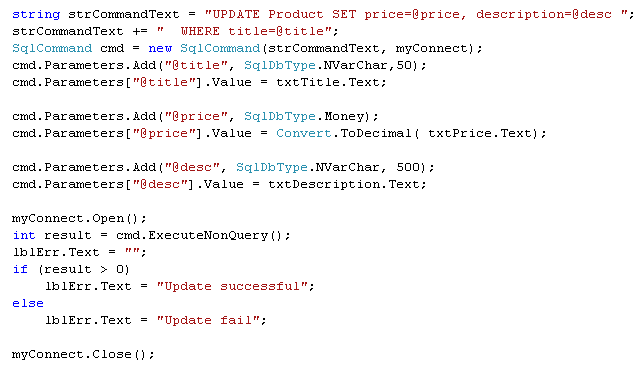 string strCommandText = "UPDATE Product SET price=@price, description=@desc ";
strCommandText += "  WHERE title=@title";
SqlCommand cmd = new SqlCommand(strCommandText, myConnect);
cmd.Parameters.Add("@title", SqlDbType.NVarChar,50);
cmd.Parameters["@title"].Value = txtTitle.Text;

cmd.Parameters.Add("@price", SqlDbType.Money);
cmd.Parameters["@price"].Value = Convert.ToDecimal( txtPrice.Text);

cmd.Parameters.Add("@desc", SqlDbType.NVarChar, 500);
cmd.Parameters["@desc"].Value = txtDescription.Text;

myConnect.Open();
int result = cmd.ExecuteNonQuery();
lblErr.Text = "";
if (result > 0)
    lblErr.Text = "Update successful";
else
    lblErr.Text = "Update fail";

myConnect.Close();